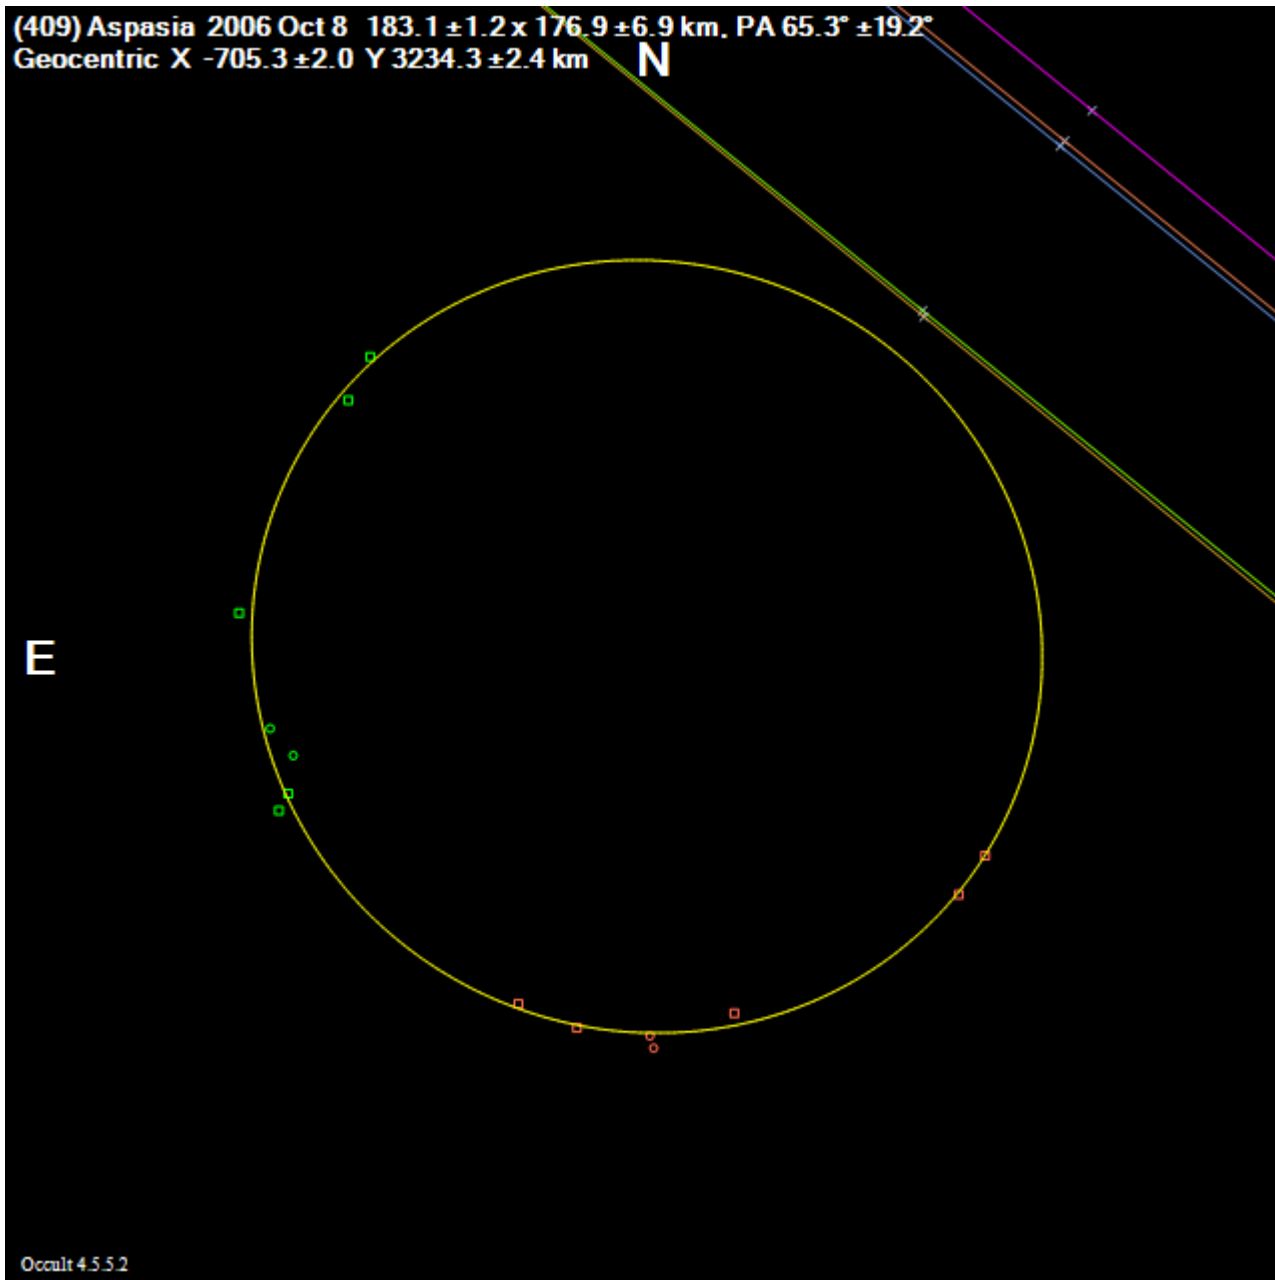 (409) Aspasia 2006 Oct 8 183.1 ±1.2 x 176.9 ±6.9 km, PA 65.3° ±19.2°
Geocentric X -705.3 ±2.0 Y 3234.3 ±2.4 km
N
E
Occult 4.5.5.2